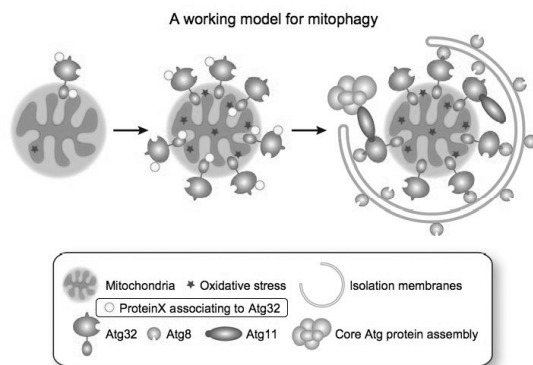 A working model for mitophagy
Mitochondria
Oxidative stress
Isolation membranes
ProteinX associating to Atg32
Atg32
Atg8
Atg11
Core Atg protein assembly